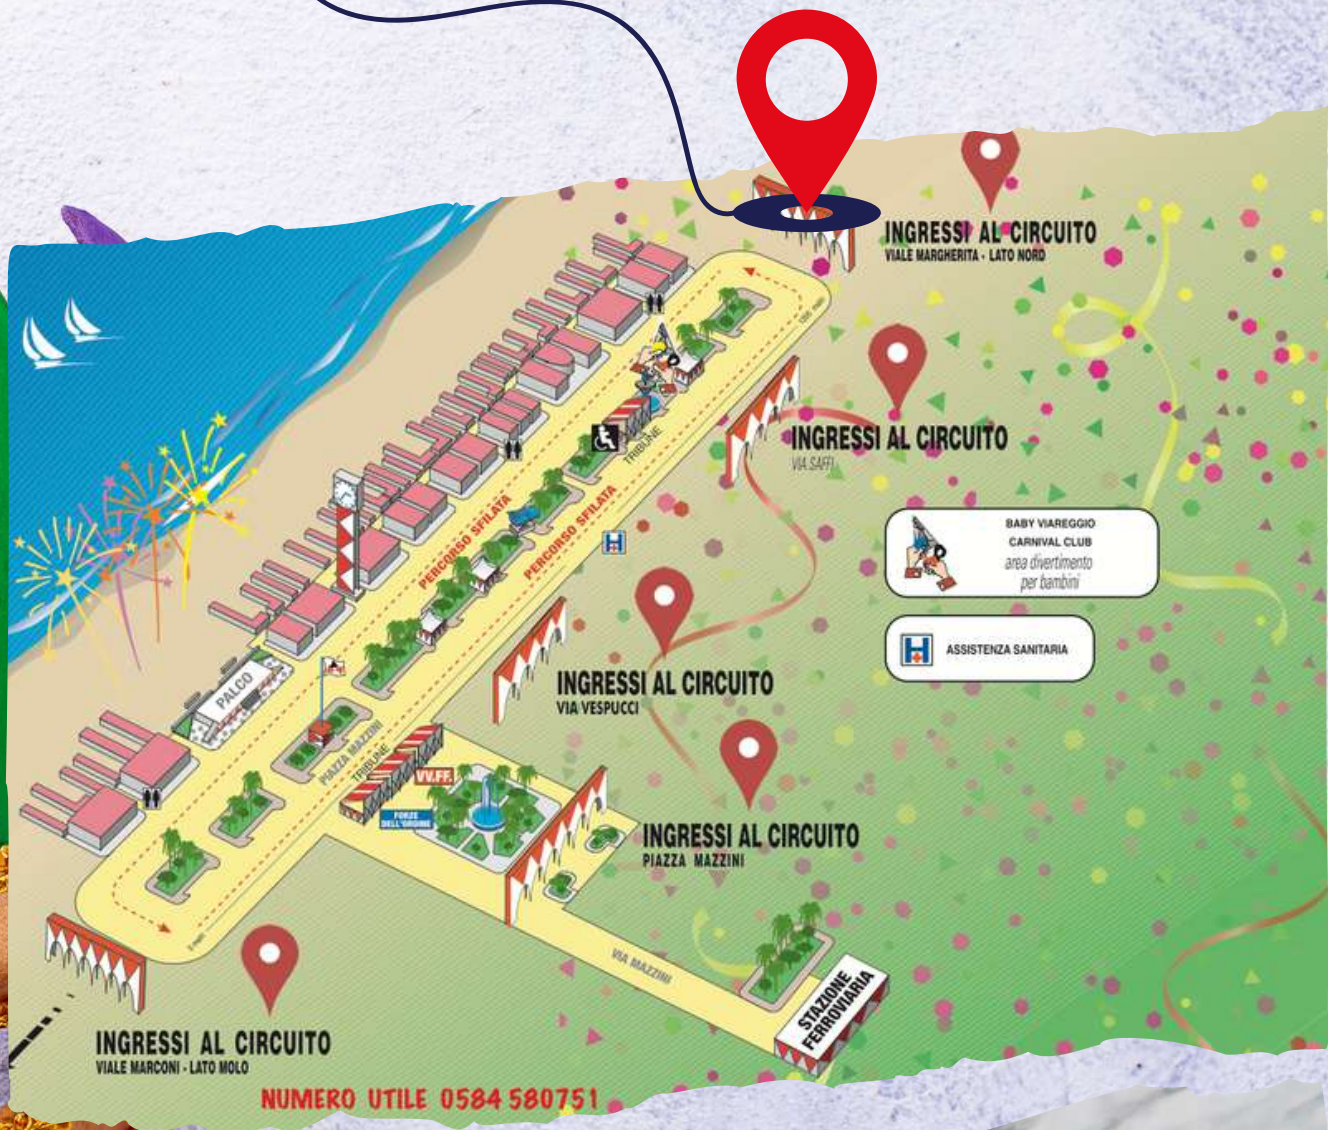 INGRESSI AL CIRCUITO
VIALE MARGHERITA - LATO NORD
INGRESSI AL CIRCUITO
VIA SAFFI
BABY VIAREGGIO
CARNIVAL CLUB
area divertimento
per bambini
ASSISTENZA SANITARIA
TRIBUNE
PERCORSO SFILATA
PERCORSO SFILATA
H
INGRESSI AL CIRCUITO
VIA VESPUCCI
PALCO
PIAZZA MAZZINI
TRIBUNE
VV.FF.
FORZE
DELL'ORDINE
INGRESSI AL CIRCUITO
PIAZZA MAZZINI
VIA MAZZINI
STAZIONE
FERROVIARIA
INGRESSI AL CIRCUITO
VIALE MARCONI - LATO MOLO
NUMERO UTILE 0584 580751